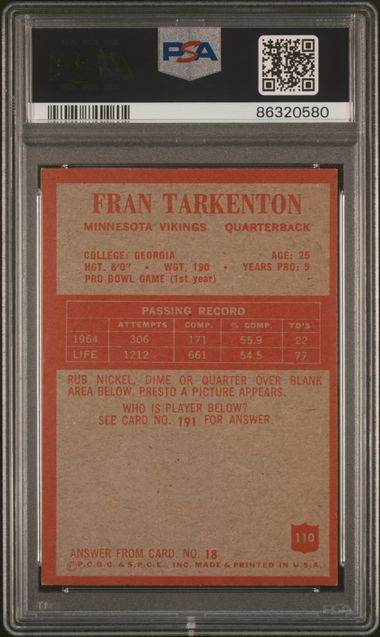 PSA
86320580
FRAN TARKENTON
MINNESOTA VIKINGS QUARTERBACK
COLLEGE: GEORGIA AGE: 25
HGT. 6'0" • WGT. 190 • YEARS PRO: 5
PRO BOWL GAME (1st year)
PASSING RECORD
ATTEMPTS COMP. % COMP. TD'S
1964 306 171 55.9 22
LIFE 1212 661 54.5 77
RUB NICKEL, DIME OR QUARTER OVER BLANK
AREA BELOW. PRESTO A PICTURE APPEARS.
WHO IS PLAYER BELOW?
SEE CARD NO. 191 FOR ANSWER.
110
ANSWER FROM CARD. NO. 18
© P.C.G.C. & S.P.C.E., INC. MADE & PRINTED IN U.S.A.